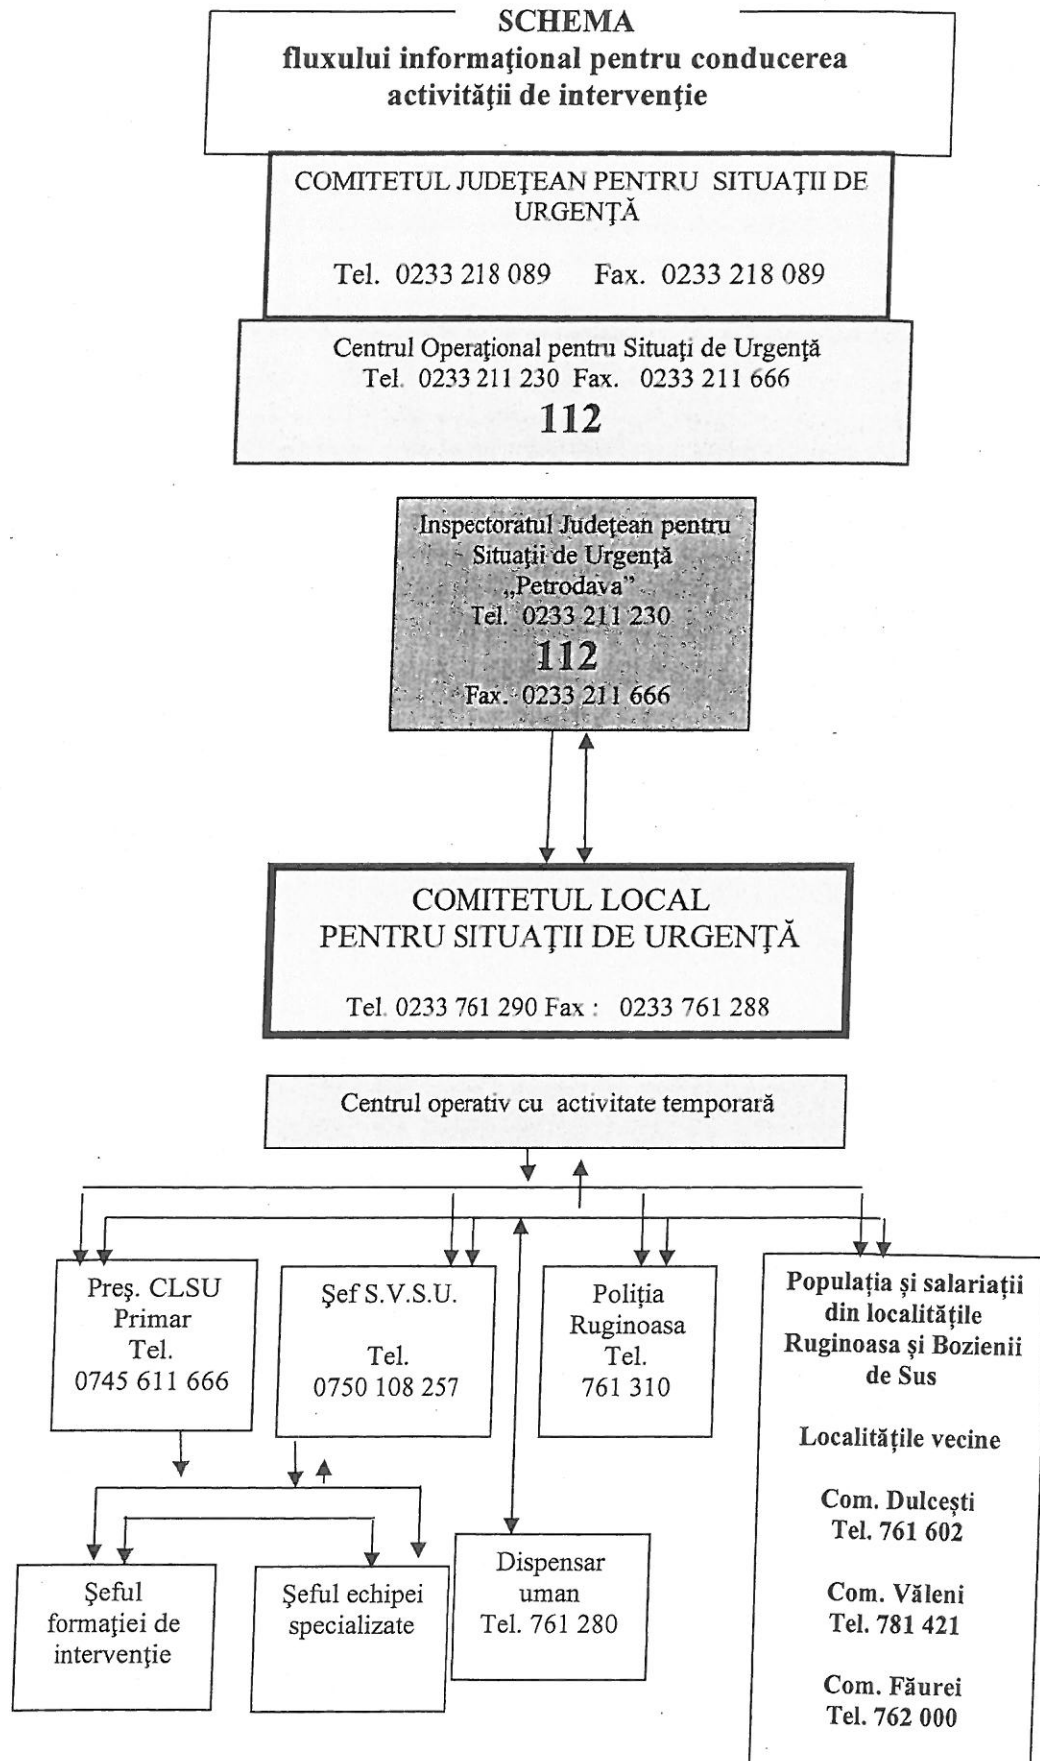 SCHEMA
fluxului informaţional pentru conducerea
activităţii de intervenţie
COMITETUL JUDEŢEAN PENTRU SITUAŢII DE
URGENŢĂ
Tel. 0233 218 089 Fax. 0233 218 089
Centrul Operaţional pentru Situaţi de Urgenţă
Tel. 0233 211 230 Fax. 0233 211 666
112
Inspectoratul Judeţean pentru
Situaţii de Urgenţă
„Petrodava”
Tel. 0233 211 230
112
Fax. 0233 211 666
COMITETUL LOCAL
PENTRU SITUAŢII DE URGENŢĂ
Tel. 0233 761 290 Fax : 0233 761 288
Centrul operativ cu activitate temporară
Preş. CLSU
Primar
Tel.
0745 611 666
Şef S.V.S.U.
Tel.
0750 108 257
Poliţia
Ruginoasa
Tel.
761 310
Populaţia şi salariaţii
din localităţile
Ruginoasa şi Bozienii
de Sus
Localităţile vecine
Com. Dulceşti
Tel. 761 602
Com. Văleni
Tel. 781 421
Com. Făurei
Tel. 762 000
Şeful
formaţiei de
intervenţie
Şeful echipei
specializate
Dispensar
uman
Tel. 761 280